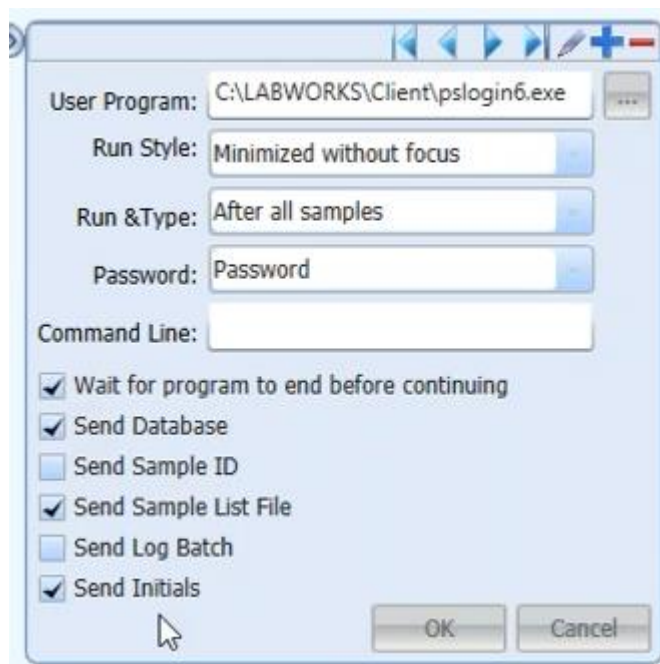 User Program: C:\LABWORKS\Client\pslogin6.exe ...
Run Style: Minimized without focus
Run &Type: After all samples
Password: Password
Command Line:
Wait for program to end before continuing
Send Database
Send Sample ID
Send Sample List File
Send Log Batch
Send Initials
OK Cancel